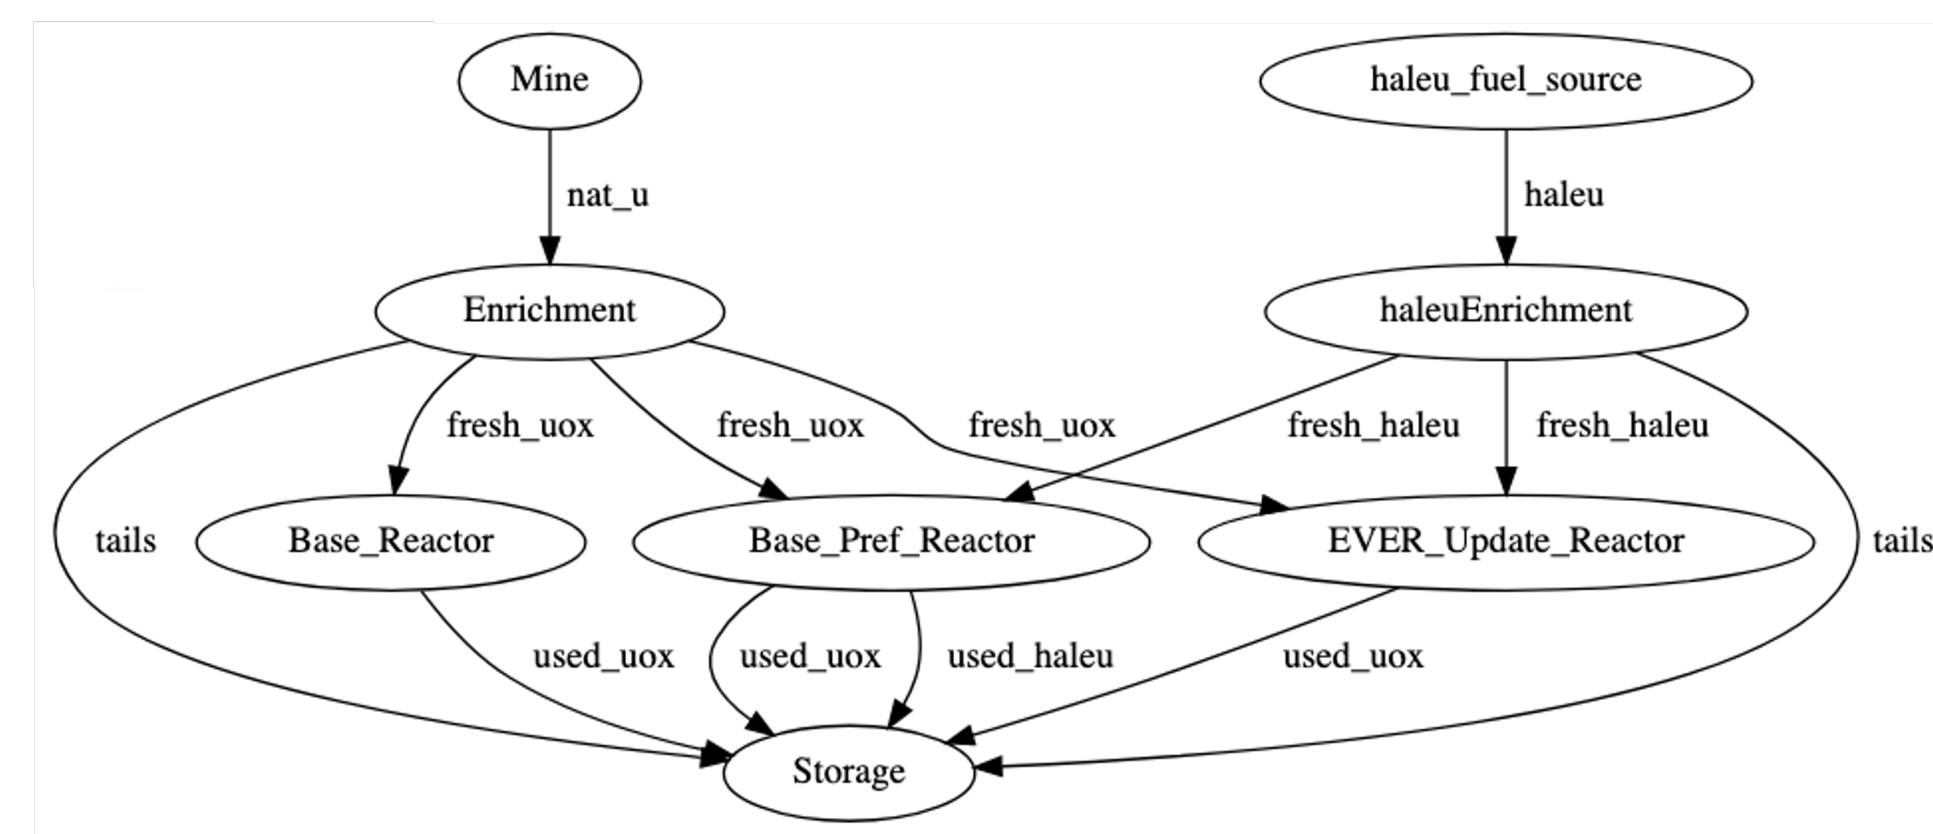 Mine
haleu_fuel_source
nat_u
haleu
Enrichment
haleuEnrichment
fresh_uox
fresh_uox
fresh_uox
fresh_haleu
fresh_haleu
tails
Base_Reactor
Base_Pref_Reactor
EVER_Update_Reactor
tails
used_uox
used_uox
used_haleu
used_uox
Storage